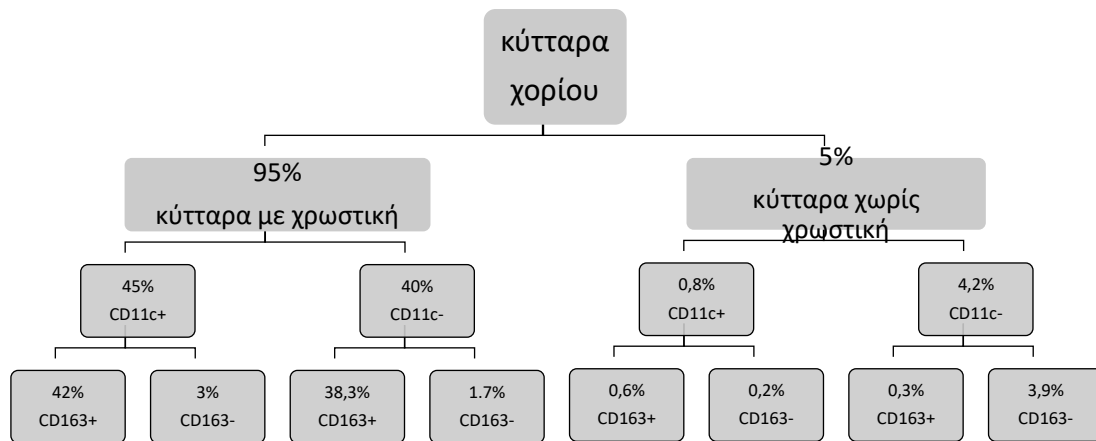 κύτταρα
χορίου
95%
κύτταρα με χρωστική
5%
κύτταρα χωρίς
χρωστική
45%
CD11c+
40%
CD11c-
0,8%
CD11c+
4,2%
CD11c-
42%
CD163+
3%
CD163-
38,3%
CD163+
1.7%
CD163-
0,6%
CD163+
0,2%
CD163-
0,3%
CD163+
3,9%
CD163-